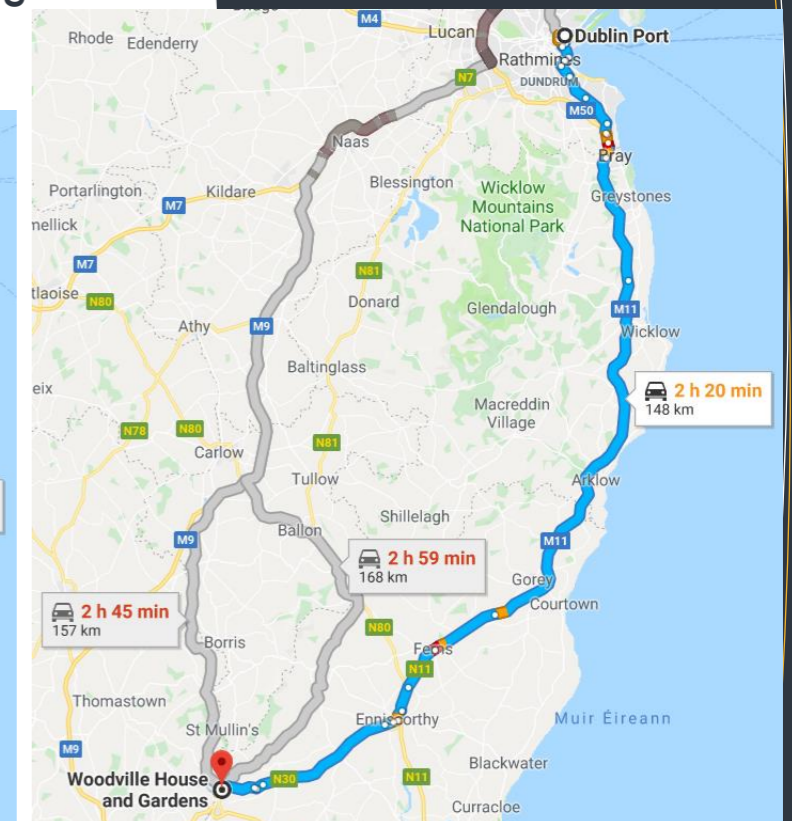 M4
Lucan
Dublin Port
Rhode
Edenderry
Rathmines
N7
DUNDRUM
M50
Naas
Bray
Portarlington
Kildare
Blessington
Wicklow
Mountains
National Park
Greystones
M7
mellick
M7
N81
tlaoise
N80
Donard
Glendalough
M11
Athy
M9
Wicklow
Baltinglass
eix
2 h 20 min
148 km
Macreddin
Village
N78
N80
N81
Carlow
Tullow
Arklow
Shillelagh
Ballon
M9
M11
2 h 59 min
168 km
Gorey
Courtown
2 h 45 min
157 km
N80
Borris
Ferns
N11
Thomastown
St Mullin's
Enniscorthy
Muir Éireann
M9
Woodville House
and Gardens
N30
N11
Blackwater
Curracloe